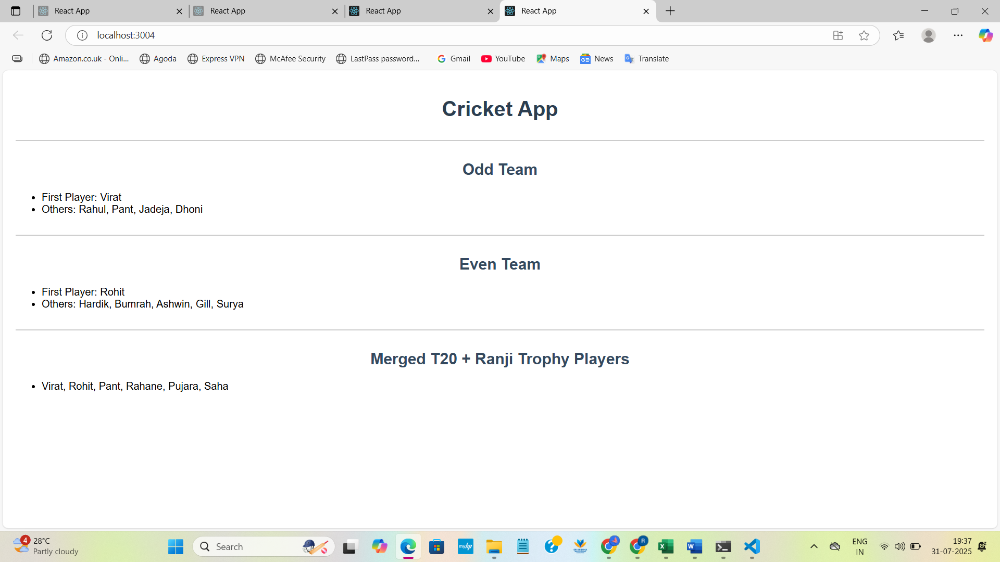 React App
React App
React App
React App
localhost:3004
Amazon.co.uk - Onli...
Agoda
Express VPN
McAfee Security
LastPass password...
Gmail
YouTube
Maps
News
Translate
Cricket App
Odd Team
First Player: Virat
Others: Rahul, Pant, Jadeja, Dhoni
Even Team
First Player: Rohit
Others: Hardik, Bumrah, Ashwin, Gill, Surya
Merged T20 + Ranji Trophy Players
Virat, Rohit, Pant, Rahane, Pujara, Saha
4
28°C
Partly cloudy
Search
myhp
R
ENG
IN
19:37
31-07-2025